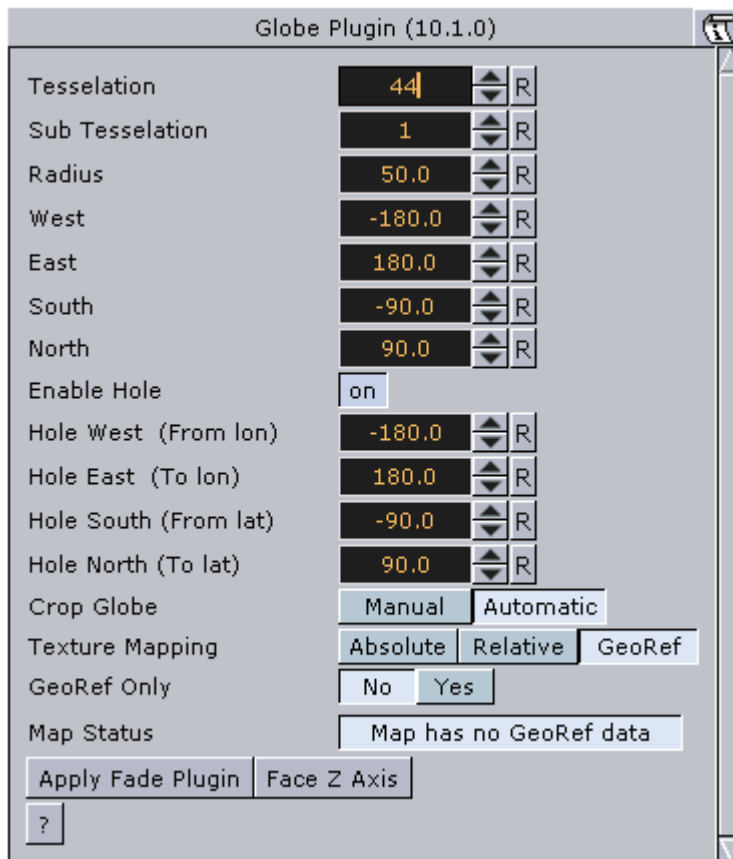 Globe Plugin (10.1.0)
Tesselation 44 R
Sub Tesselation 1 R
Radius 50.0 R
West -180.0 R
East 180.0 R
South -90.0 R
North 90.0 R
Enable Hole on
Hole West (From lon) -180.0 R
Hole East (To lon) 180.0 R
Hole South (From lat) -90.0 R
Hole North (To lat) 90.0 R
Crop Globe Manual Automatic
Texture Mapping Absolute Relative GeoRef
GeoRef Only No Yes
Map Status Map has no GeoRef data
Apply Fade Plugin Face Z Axis
?